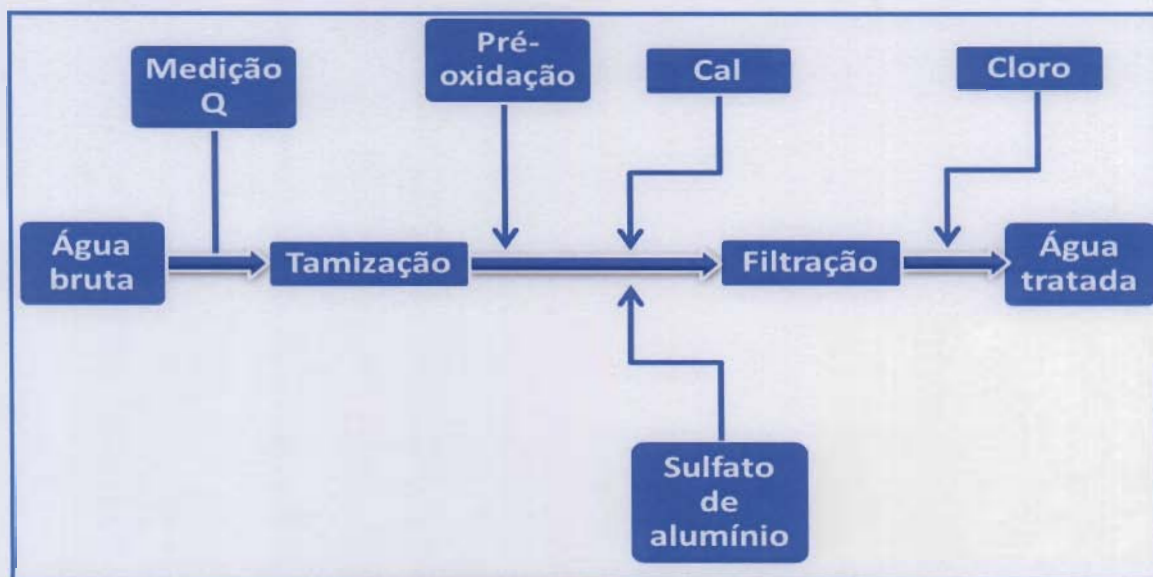 Pré-
oxidação
Medição
Q
Cal
Cloro
Água
bruta
Tamização
Filtração
Água
tratada
Sulfato
de
alumínio